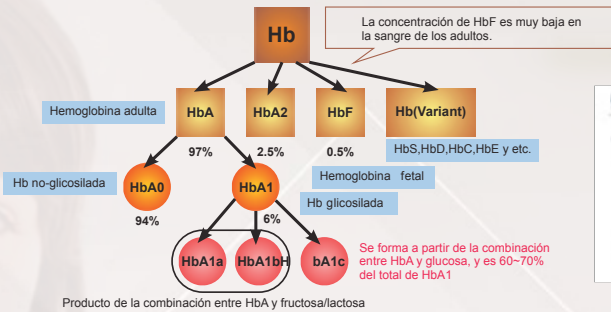 La concentración de HbF es muy baja en
la sangre de los adultos.
Hb
Hemoglobina adulta
HbA
HbA2
HbF
Hb(Variant)
97%
2.5%
0.5%
HbS,HbD,HbC,HbE y etc.
Hb no-glicosilada
HbA0
HbA1
Hemoglobina fetal
Hb glicosilada
94%
6%
HbA1a
HbA1bH
bA1c
Se forma a partir de la combinación
entre HbA y glucosa, y es 60~70%
del total de HbA1
Producto de la combinación entre HbA y fructosa/lactosa